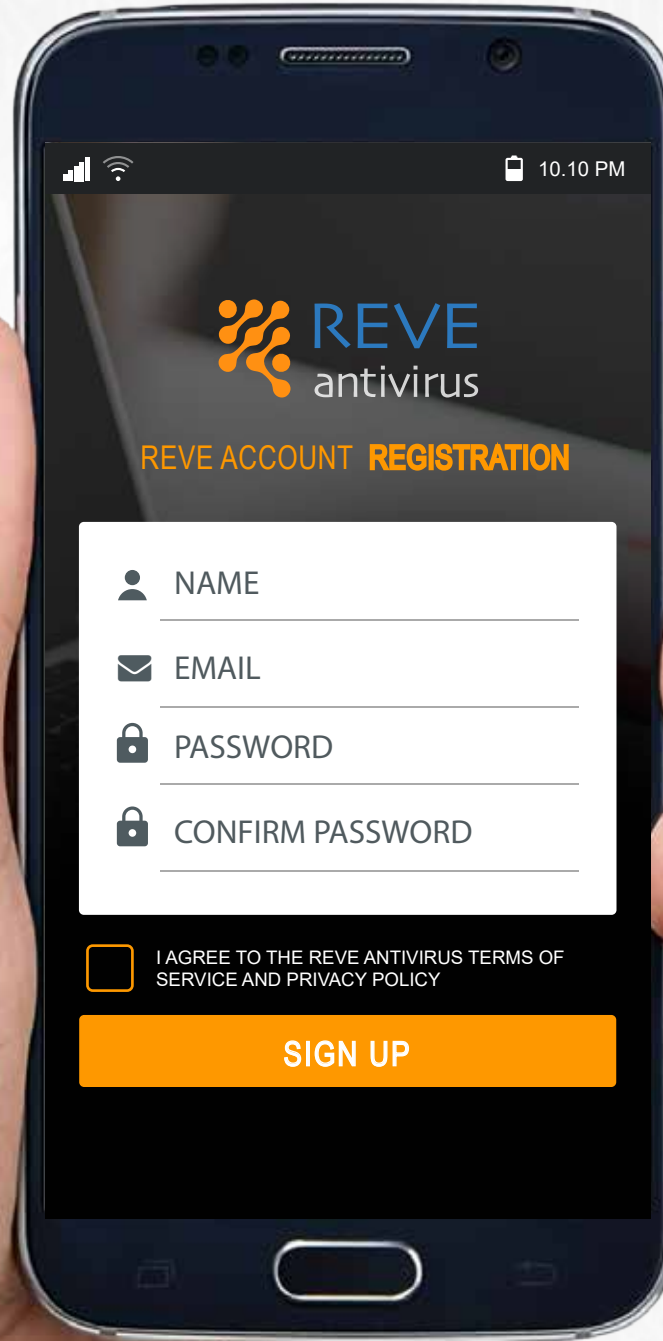 10.10 PM
REVE
antivirus
REVE ACCOUNT REGISTRATION
NAME
EMAIL
PASSWORD
CONFIRM PASSWORD
I AGREE TO THE REVE ANTIVIRUS TERMS OF
SERVICE AND PRIVACY POLICY
SIGN UP